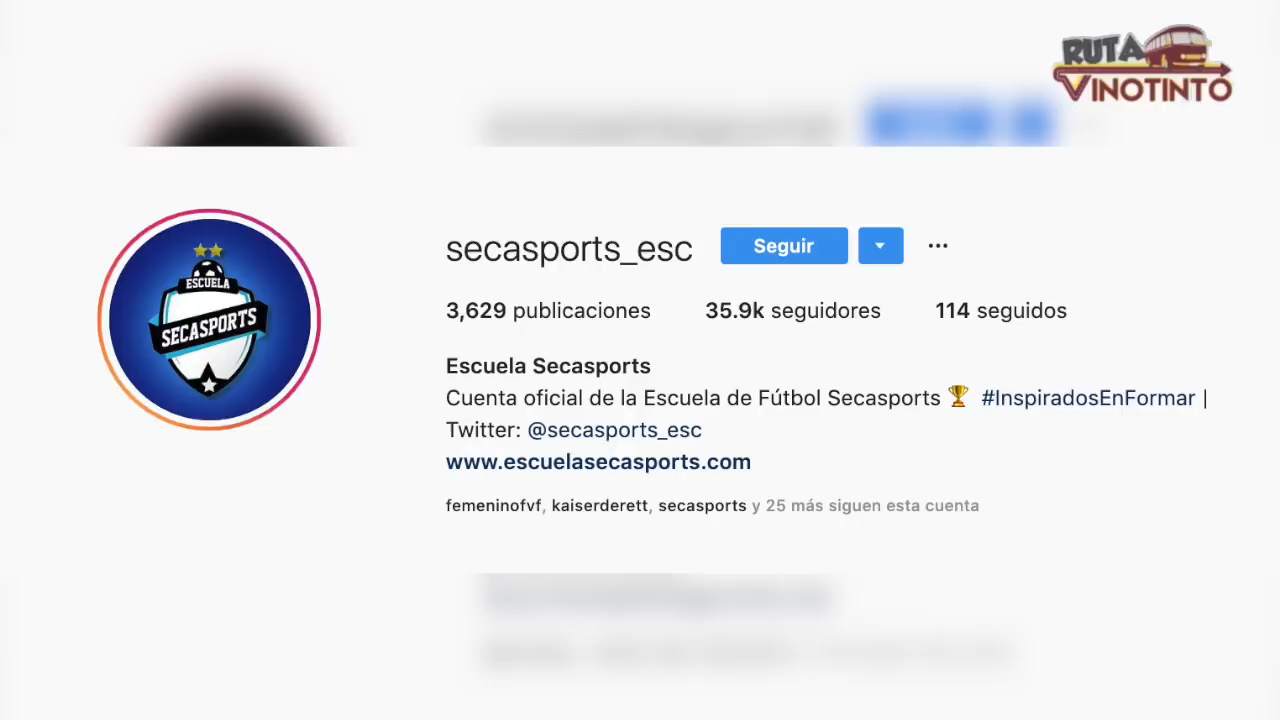 RUTA
VINOTINTO
secasports_esc Seguir ...
3,629 publicaciones 35.9k seguidores 114 seguidos
ESCUELA
SECASPORTS
Escuela Secasports
Cuenta oficial de la Escuela de Fútbol Secasports 🏆 #InspiradosEnFormar |
Twitter: @secasports_esc
www.escuelasecasports.com
femeninofvf, kaiserderett, secasports y 25 más siguen esta cuenta